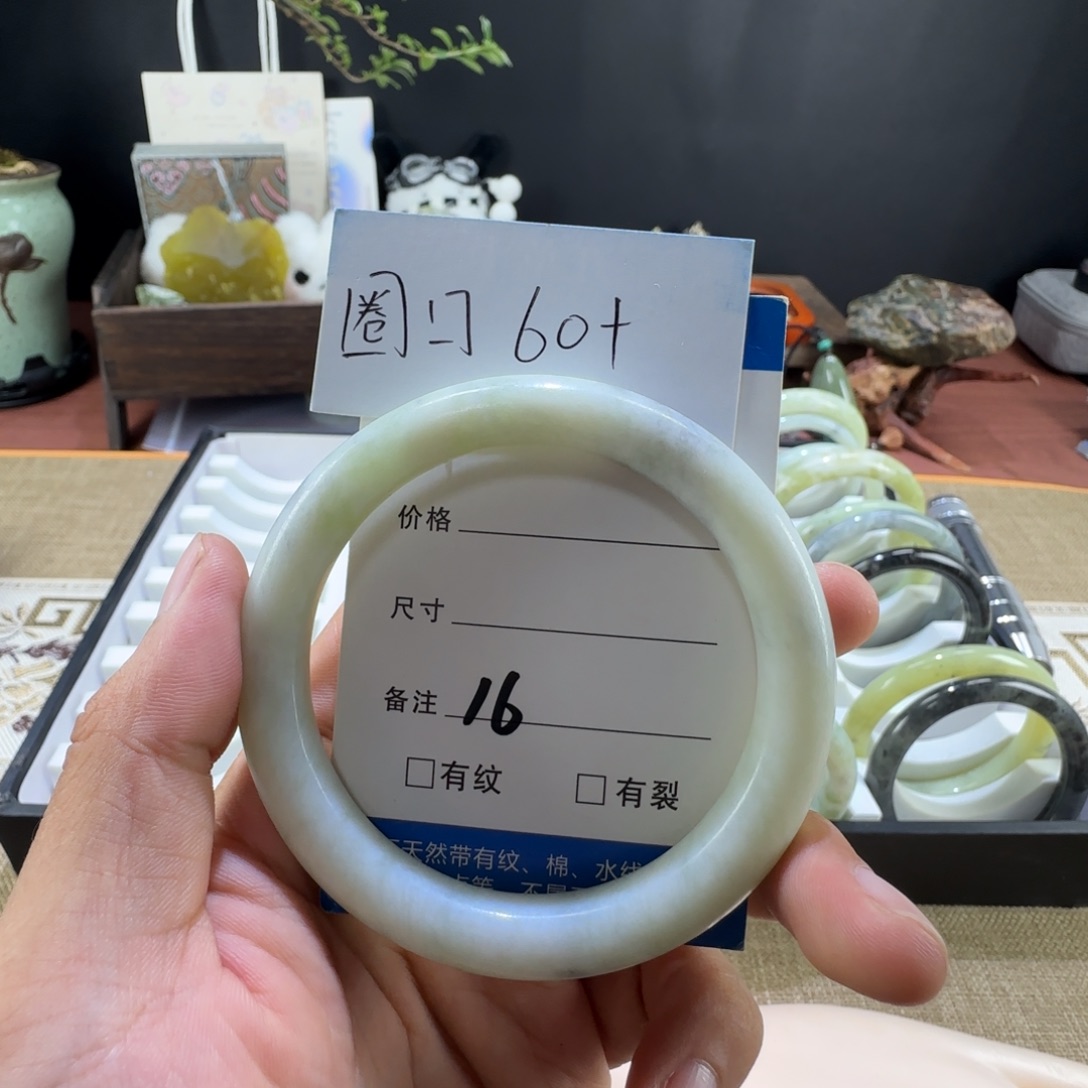 圈口 60+
价格
尺寸
备注 16
□有纹 □有裂
天然带有纹、棉、水线